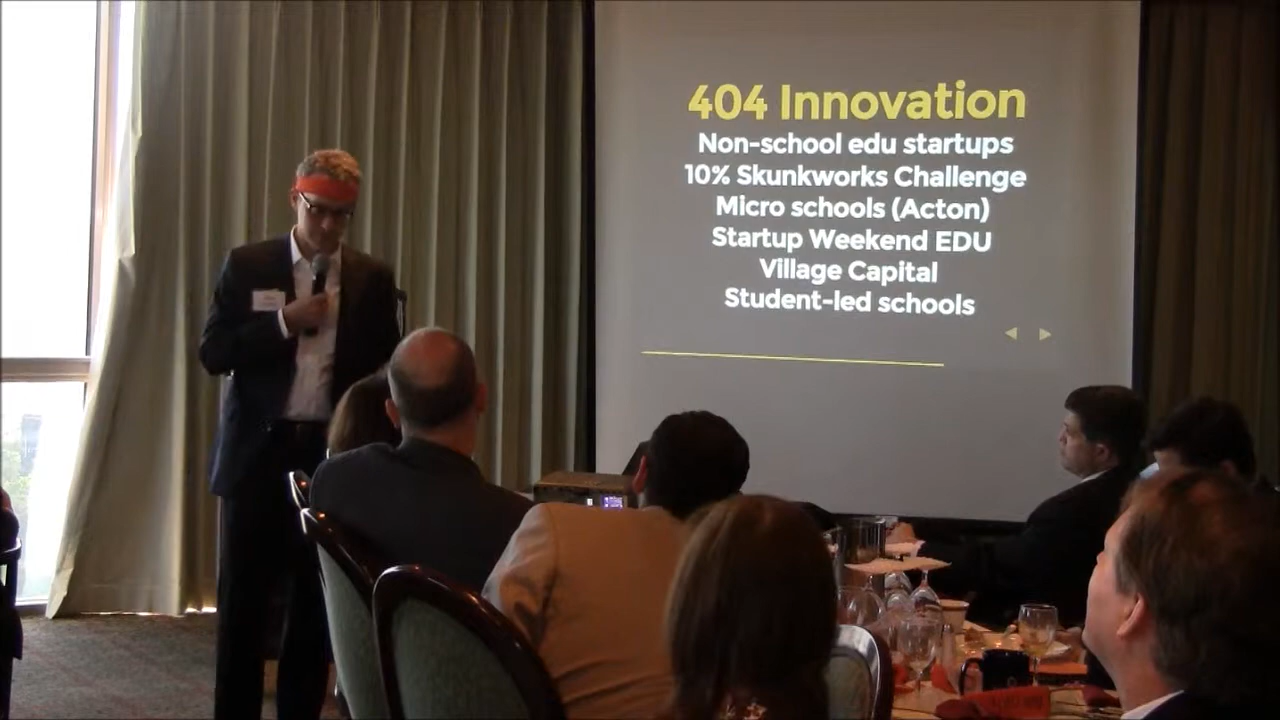 404 Innovation
Non-school edu startups
10% Skunkworks Challenge
Micro schools (Acton)
Startup Weekend EDU
Village Capital
Student-led schools